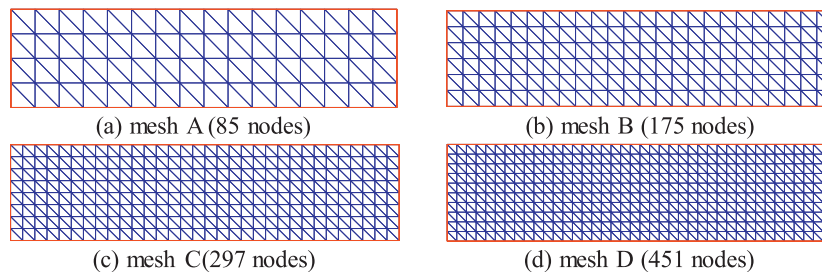 (a) mesh A (85 nodes)
(b) mesh B (175 nodes)
(c) mesh C(297 nodes)
(d) mesh D (451 nodes)